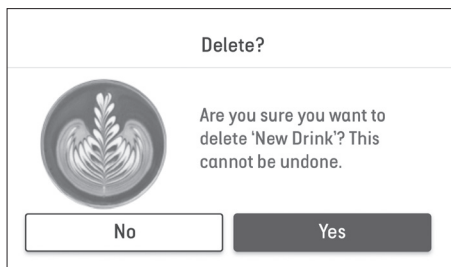 Delete?
Are you sure you want to
delete ‘New Drink’? This
cannot be undone.
No
Yes